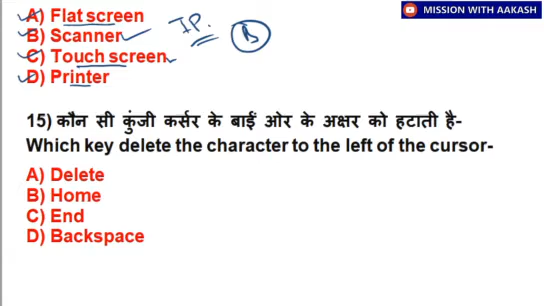 MISSION WITH AAKASH
A) Flat screen
B) Scanner
C) Touch screen
D) Printer
IP.
B
15) कौन सी कुंजी कर्सर के बाईं ओर के अक्षर को हटाती है-
Which key delete the character to the left of the cursor-
A) Delete
B) Home
C) End
D) Backspace